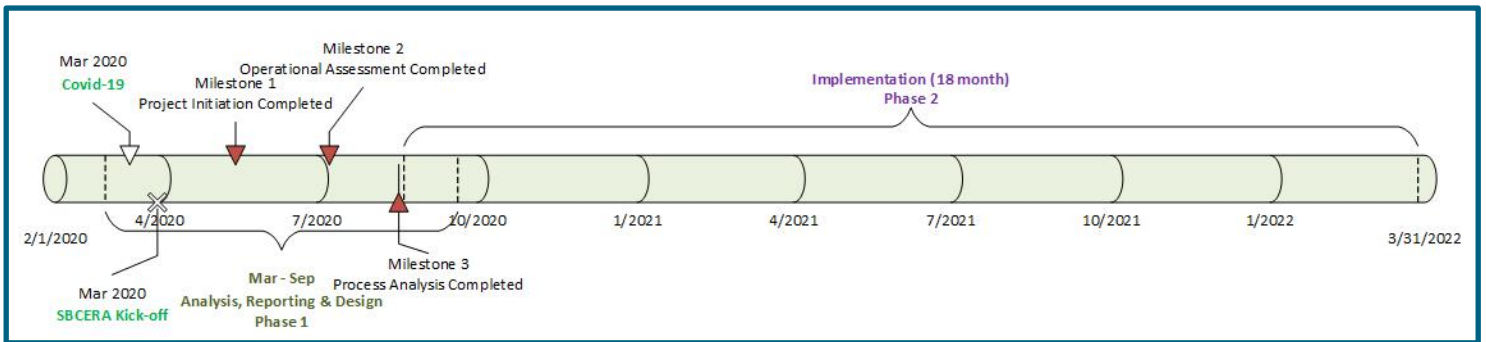 Mar 2020
Covid-19
Milestone 1
Project Initiation Completed
Milestone 2
Operational Assessment Completed
Implementation (18 month)
Phase 2
2/1/2020
4/2020
7/2020
10/2020
1/2021
4/2021
7/2021
10/2021
1/2022
3/31/2022
Mar 2020
SBCERA Kick-off
Mar - Sep
Analysis, Reporting & Design
Phase 1
Milestone 3
Process Analysis Completed